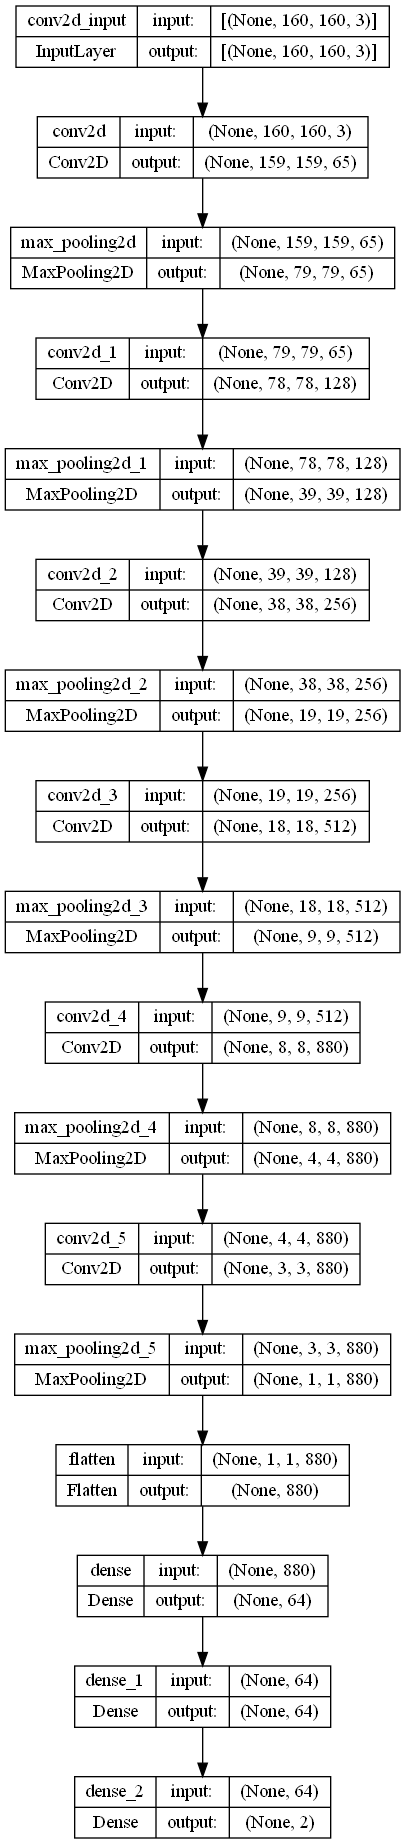 conv2d_input input: [(None, 160, 160, 3)]
InputLayer output: [(None, 160, 160, 3)]
conv2d input: (None, 160, 160, 3)
Conv2D output: (None, 159, 159, 65)
max_pooling2d input: (None, 159, 159, 65)
MaxPooling2D output: (None, 79, 79, 65)
conv2d_1 input: (None, 79, 79, 65)
Conv2D output: (None, 78, 78, 128)
max_pooling2d_1 input: (None, 78, 78, 128)
MaxPooling2D output: (None, 39, 39, 128)
conv2d_2 input: (None, 39, 39, 128)
Conv2D output: (None, 38, 38, 256)
max_pooling2d_2 input: (None, 38, 38, 256)
MaxPooling2D output: (None, 19, 19, 256)
conv2d_3 input: (None, 19, 19, 256)
Conv2D output: (None, 18, 18, 512)
max_pooling2d_3 input: (None, 18, 18, 512)
MaxPooling2D output: (None, 9, 9, 512)
conv2d_4 input: (None, 9, 9, 512)
Conv2D output: (None, 8, 8, 880)
max_pooling2d_4 input: (None, 8, 8, 880)
MaxPooling2D output: (None, 4, 4, 880)
conv2d_5 input: (None, 4, 4, 880)
Conv2D output: (None, 3, 3, 880)
max_pooling2d_5 input: (None, 3, 3, 880)
MaxPooling2D output: (None, 1, 1, 880)
flatten input: (None, 1, 1, 880)
Flatten output: (None, 880)
dense input: (None, 880)
Dense output: (None, 64)
dense_1 input: (None, 64)
Dense output: (None, 64)
dense_2 input: (None, 64)
Dense output: (None, 2)